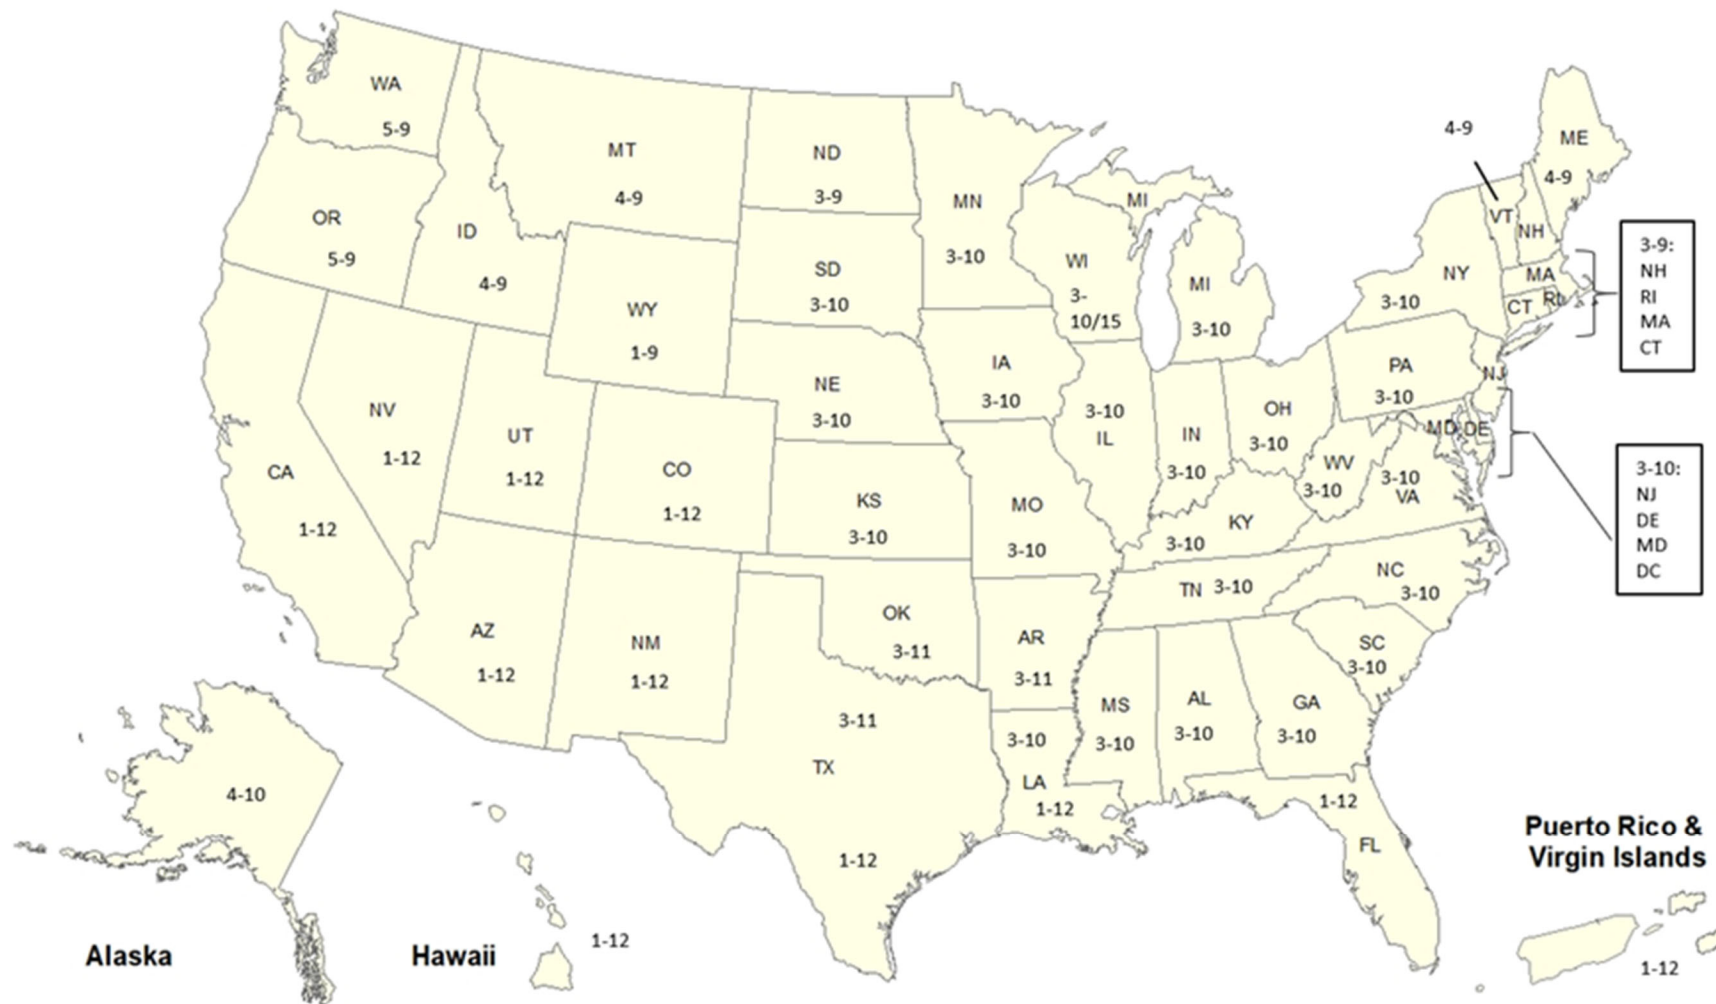 WA
5-9
MT
4-9
ND
3-9
MN
3-10
MI
4-9
ME
4-9
OR
5-9
ID
4-9
WY
1-9
SD
3-10
WI
3-
10/15
MI
3-10
NY
3-10
VT
NH
MA
CT
RI
3-9:
NH
RI
MA
CT
CA
1-12
NV
1-12
UT
1-12
CO
1-12
NE
3-10
IA
3-10
3-10
IL
IN
3-10
OH
3-10
PA
3-10
NJ
MD
DE
3-10:
NJ
DE
MD
DC
KS
3-10
MO
3-10
KY
3-10
WV
3-10
3-10
VA
AZ
1-12
NM
1-12
OK
3-11
AR
3-11
TN 3-10
NC
3-10
SC
3-10
3-11
TX
1-12
3-10
LA
1-12
MS
3-10
AL
3-10
GA
3-10
1-12
FL
4-10
Alaska
Hawaii
1-12
Puerto Rico &
Virgin Islands
1-12